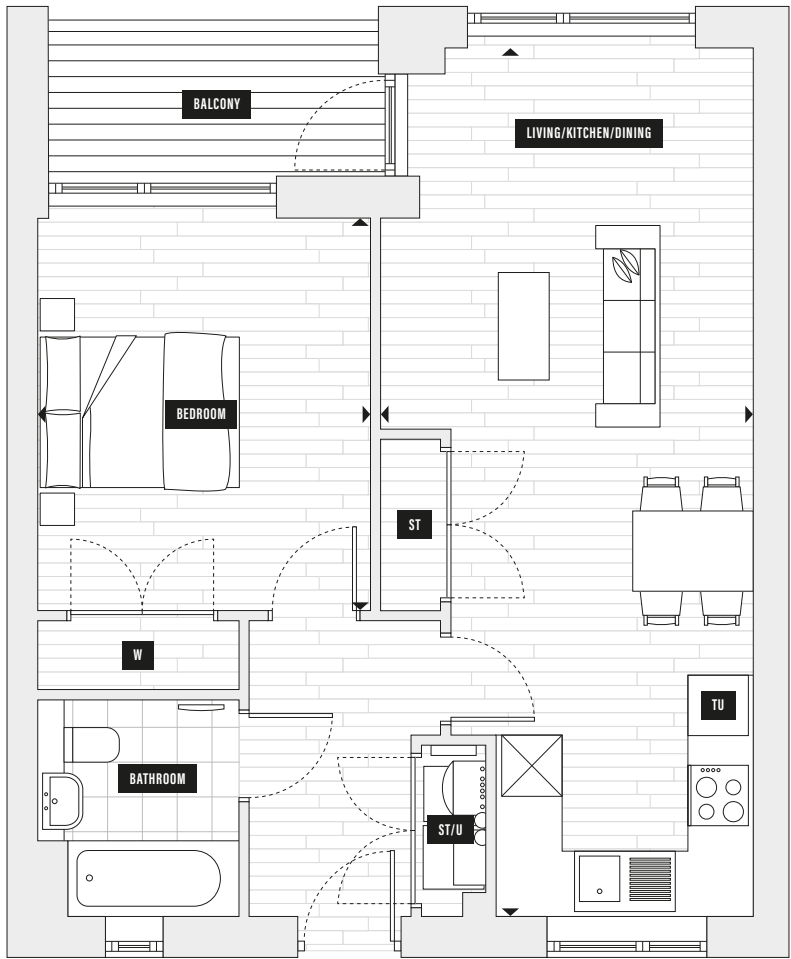 BALCONY
LIVING/KITCHEN/DINING
BEDROOM
ST
W
TU
BATHROOM
ST/U